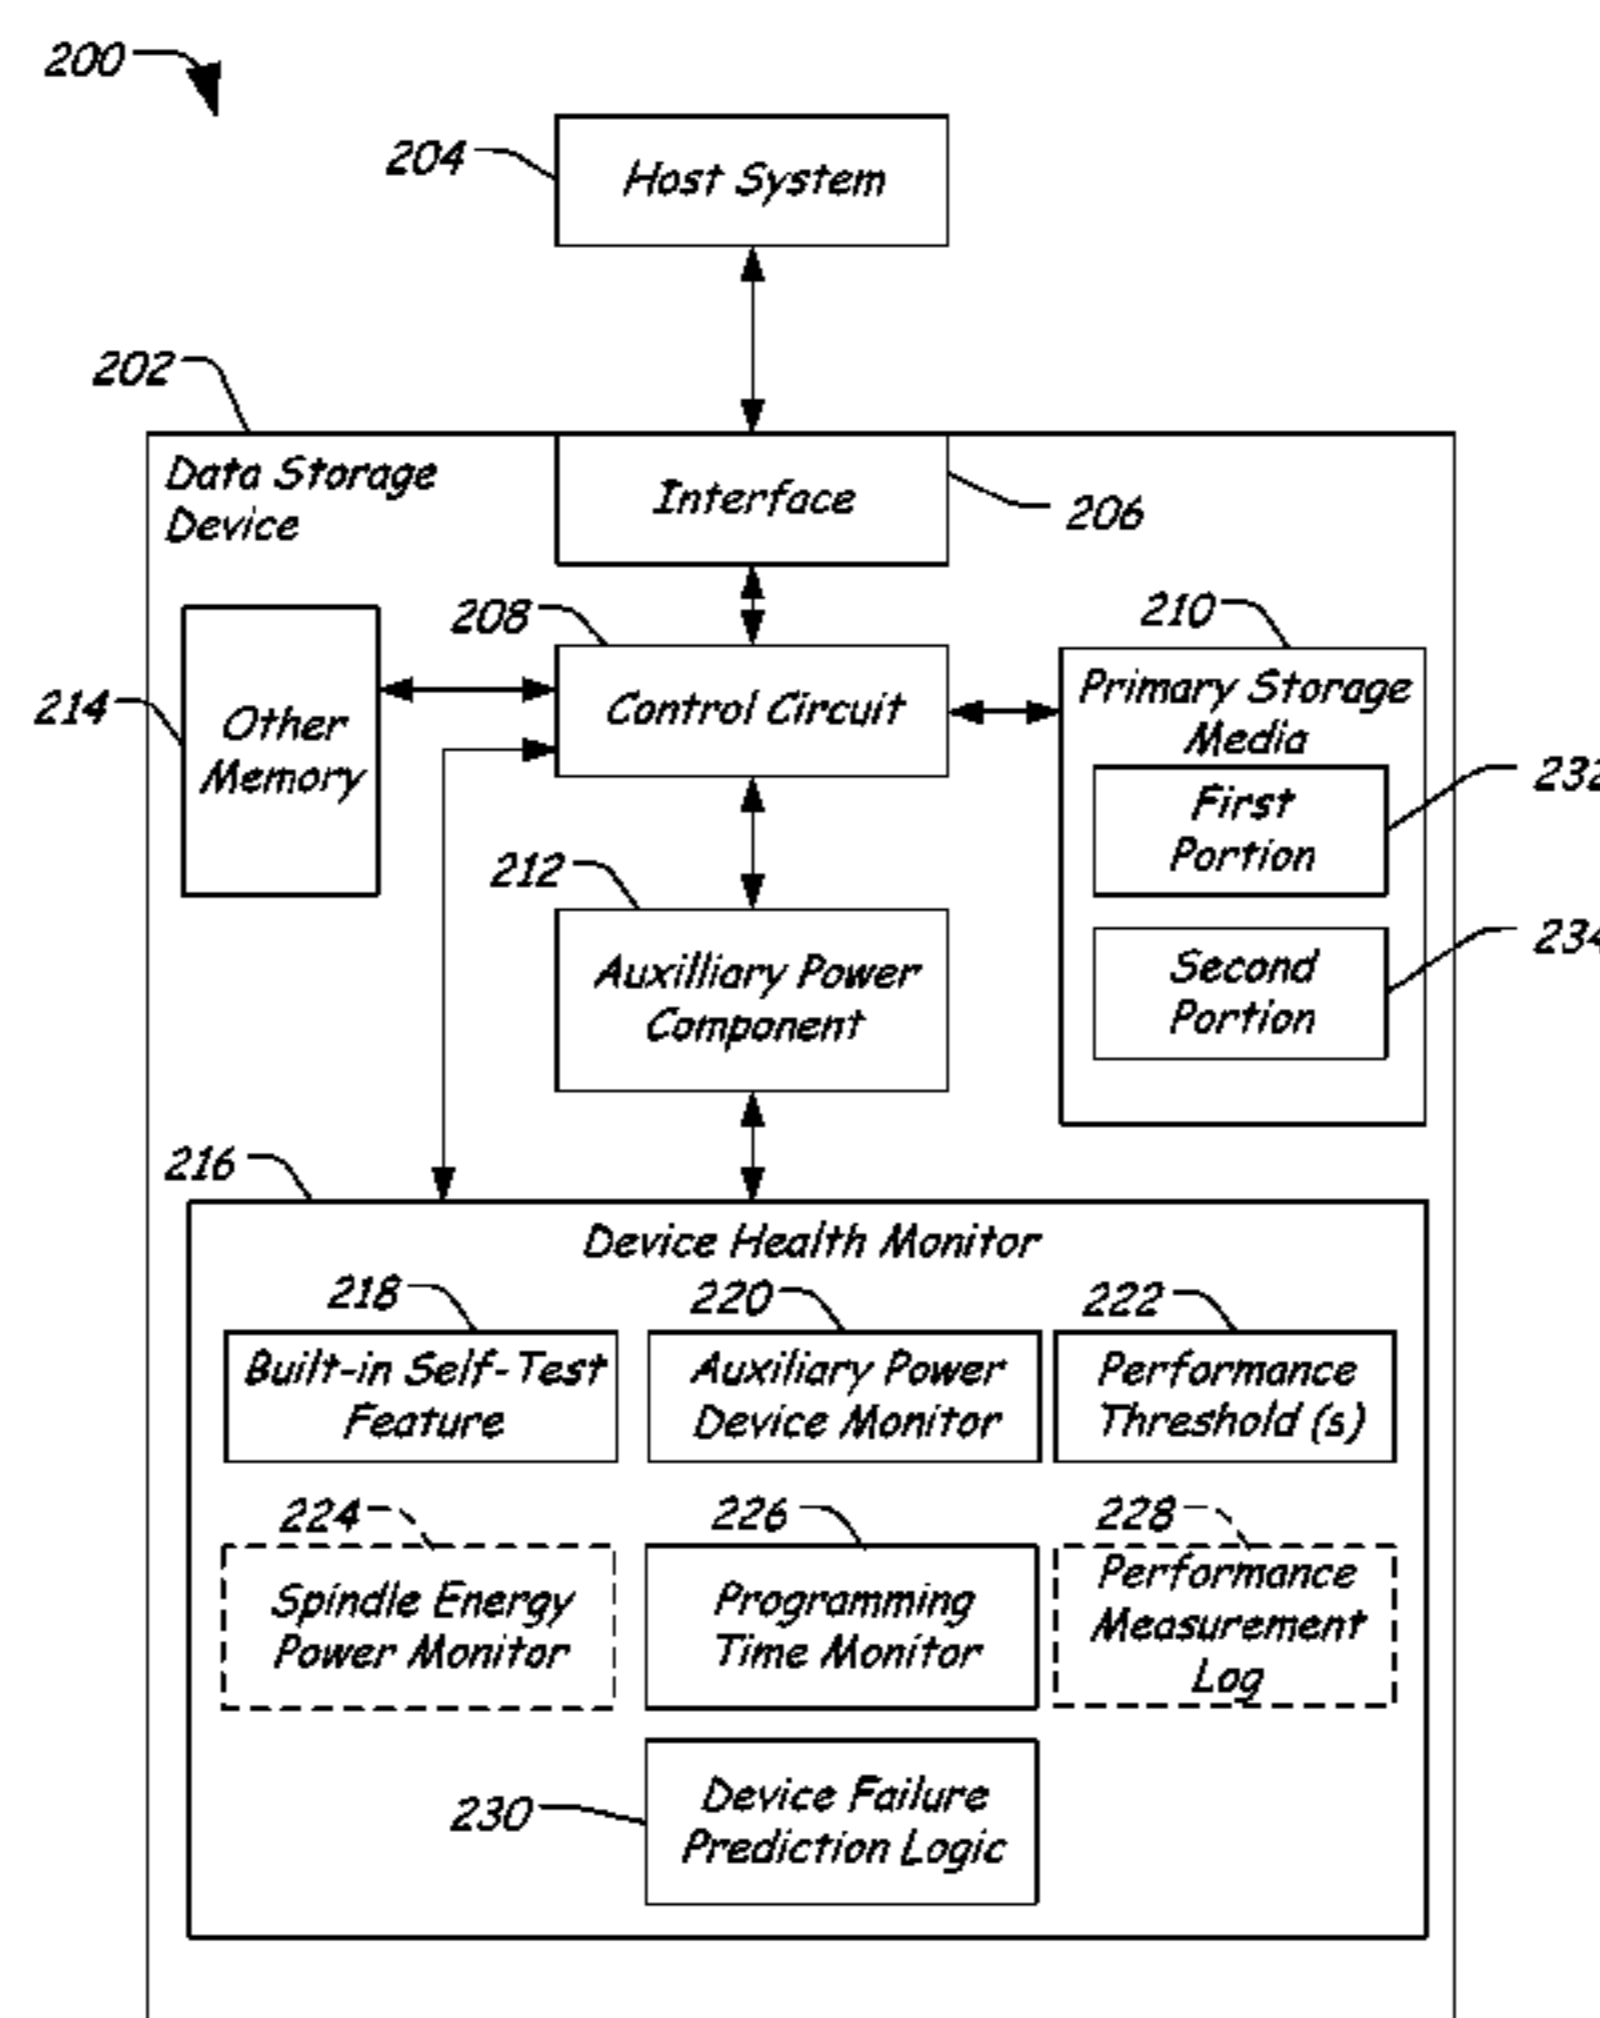 200
204
Host System
202
Data Storage
Device
Interface
206
208
210
214
Other
Memory
Control Circuit
Primary Storage
Media
232
First
Portion
212
234
Second
Portion
Auxilliary Power
Component
216
Device Health Monitor
218
220
222
Built-in Self-Test
Feature
Auxiliary Power
Device Monitor
Performance
Threshold (s)
224
226
228
Spindle Energy
Power Monitor
Programming
Time Monitor
Performance
Measurement
Log
230
Device Failure
Prediction Logic